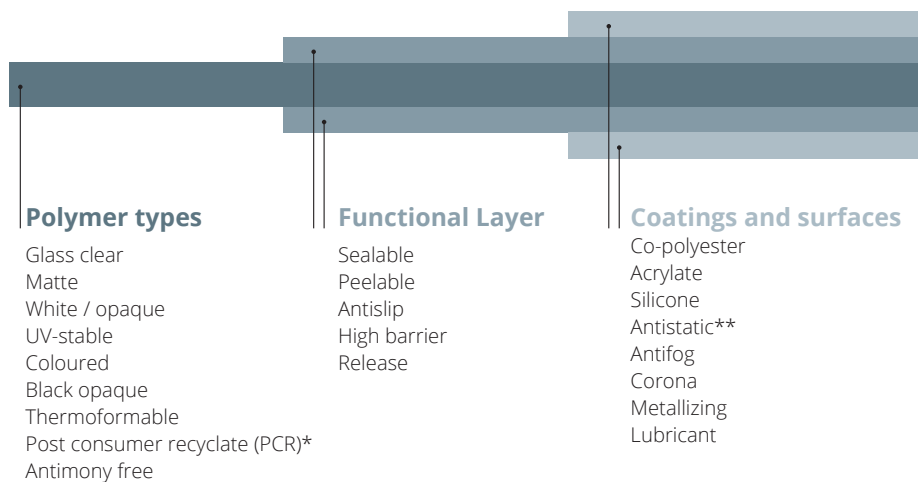 Polymer types
Glass clear
Matte
White / opaque
UV-stable
Coloured
Black opaque
Thermoformable
Post consumer recyclate (PCR)*
Antimony free
Functional Layer
Sealable
Peelable
Antislip
High barrier
Release
Coatings and surfaces
Co-polyester
Acrylate
Silicone
Antistatic**
Antifog
Corona
Metallizing
Lubricant